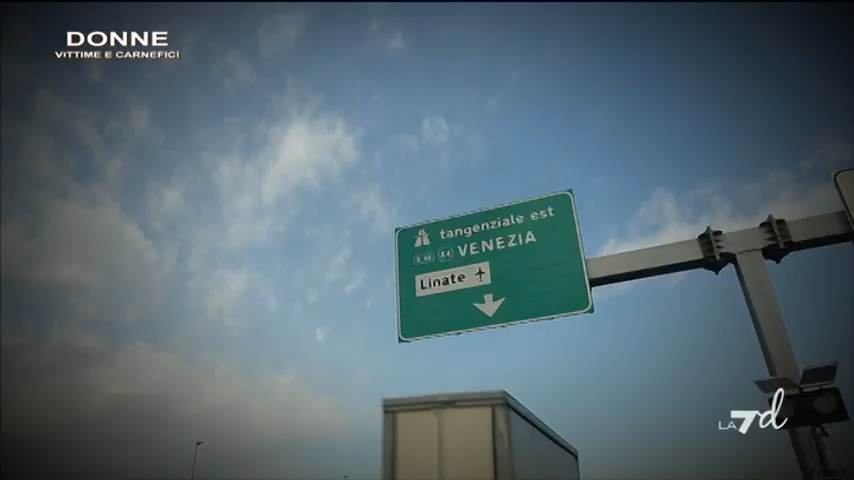 DONNE
VITTIME E CARNEFICI
tangenziale est
A4 VENEZIA
Linate
LA7d